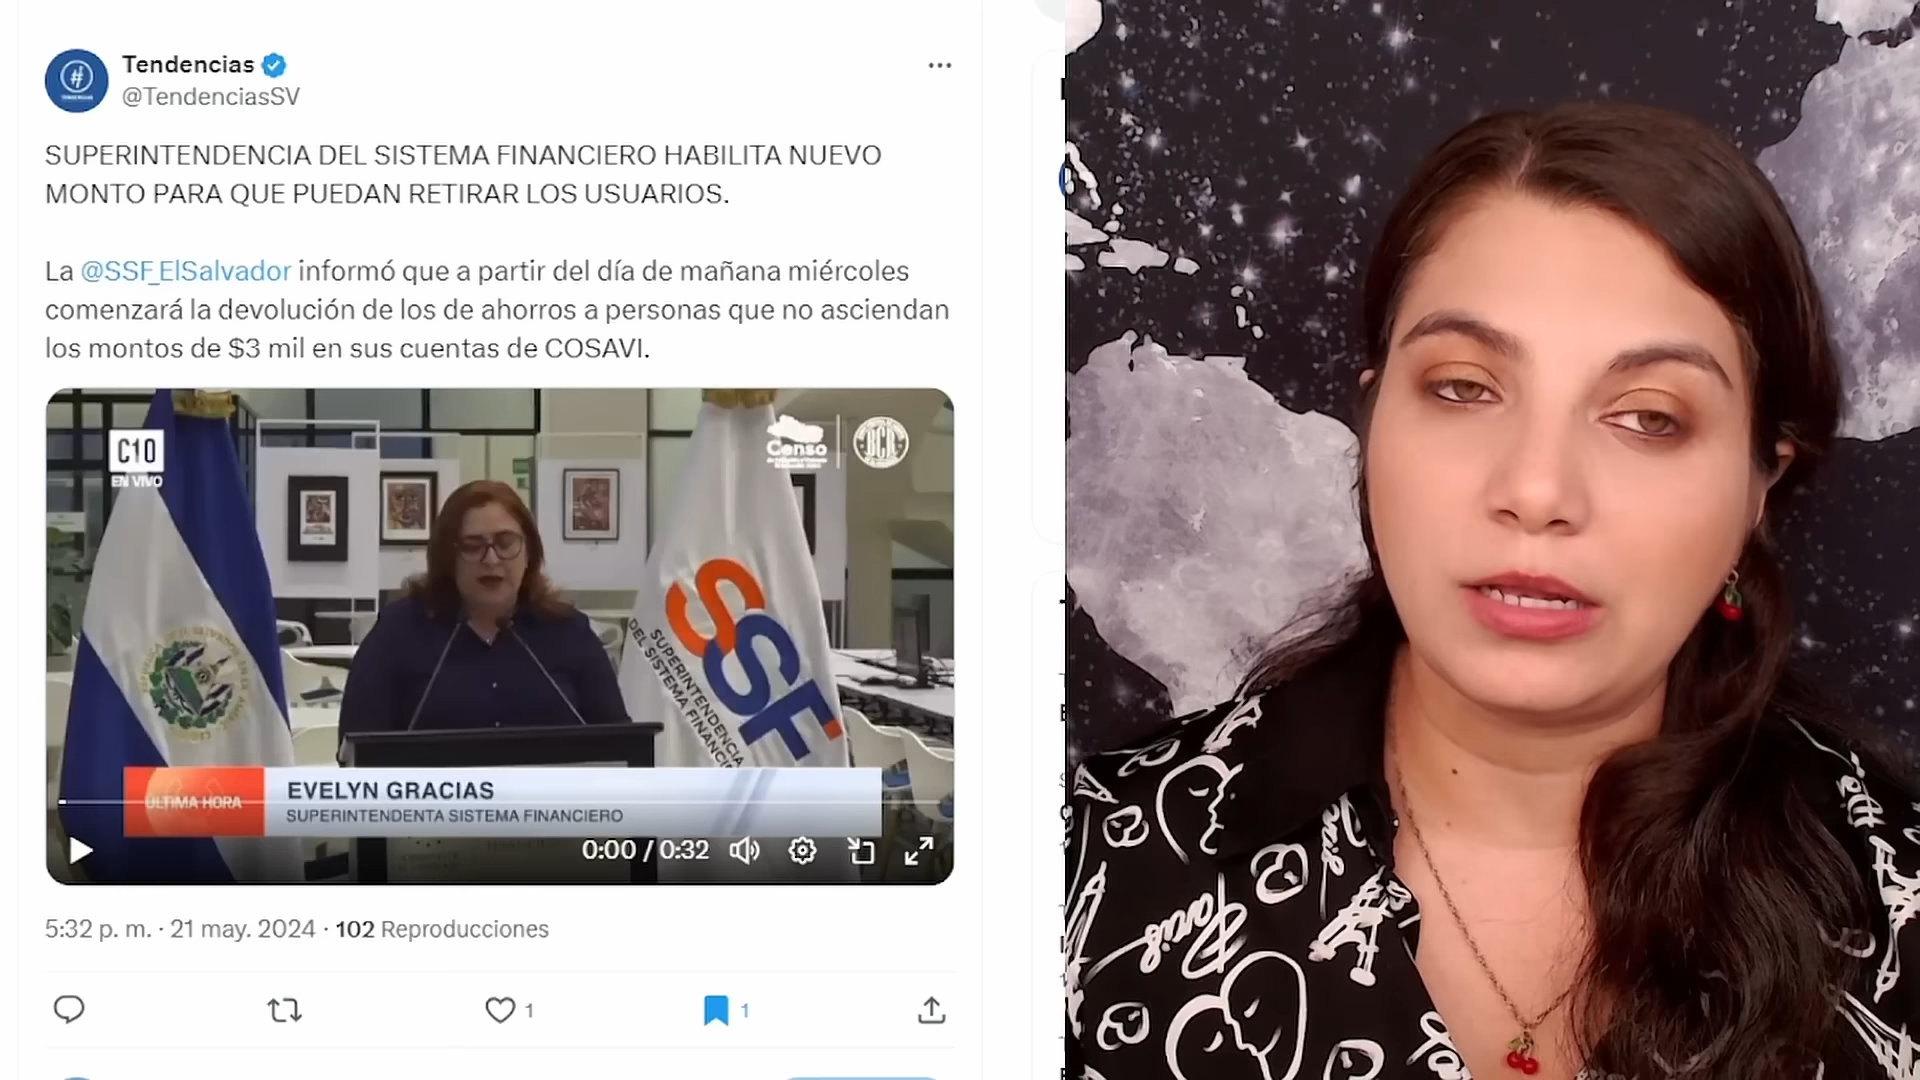 Tendencias
@TendenciasSV
SUPERINTENDENCIA DEL SISTEMA FINANCIERO HABILITA NUEVO
MONTO PARA QUE PUEDAN RETIRAR LOS USUARIOS.
La @SSF_ElSalvador informó que a partir del día de mañana miércoles
comenzará la devolución de los de ahorros a personas que no asciendan
los montos de $3 mil en sus cuentas de COSAVI.
C10
EN VIVO
Censo
BCR
SSF
SUPERINTENDENCIA
DEL SISTEMA FINANCI
ÚLTIMA HORA
EVELYN GRACIAS
SUPERINTENDENTA SISTEMA FINANCIERO
0:00 / 0:32
5:32 p. m. · 21 may. 2024 · 102 Reproducciones
1
1
Paris